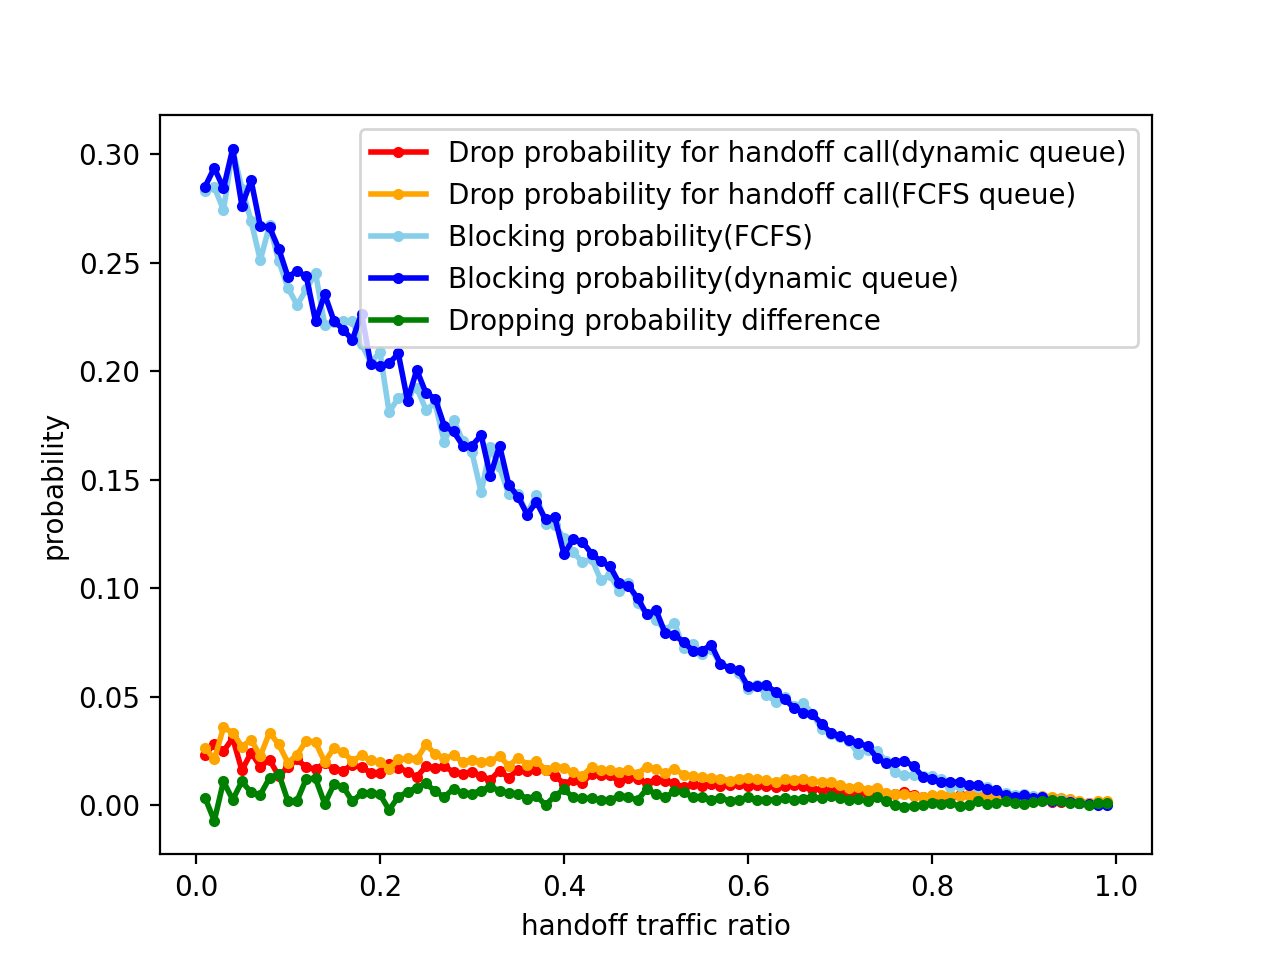 Drop probability for handoff call(dynamic queue)
Drop probability for handoff call(FCFS queue)
Blocking probability(FCFS)
Blocking probability(dynamic queue)
Dropping probability difference
0.30
0.25
0.20
0.15
0.10
0.05
0.00
probability
0.0 0.2 0.4 0.6 0.8 1.0
handoff traffic ratio